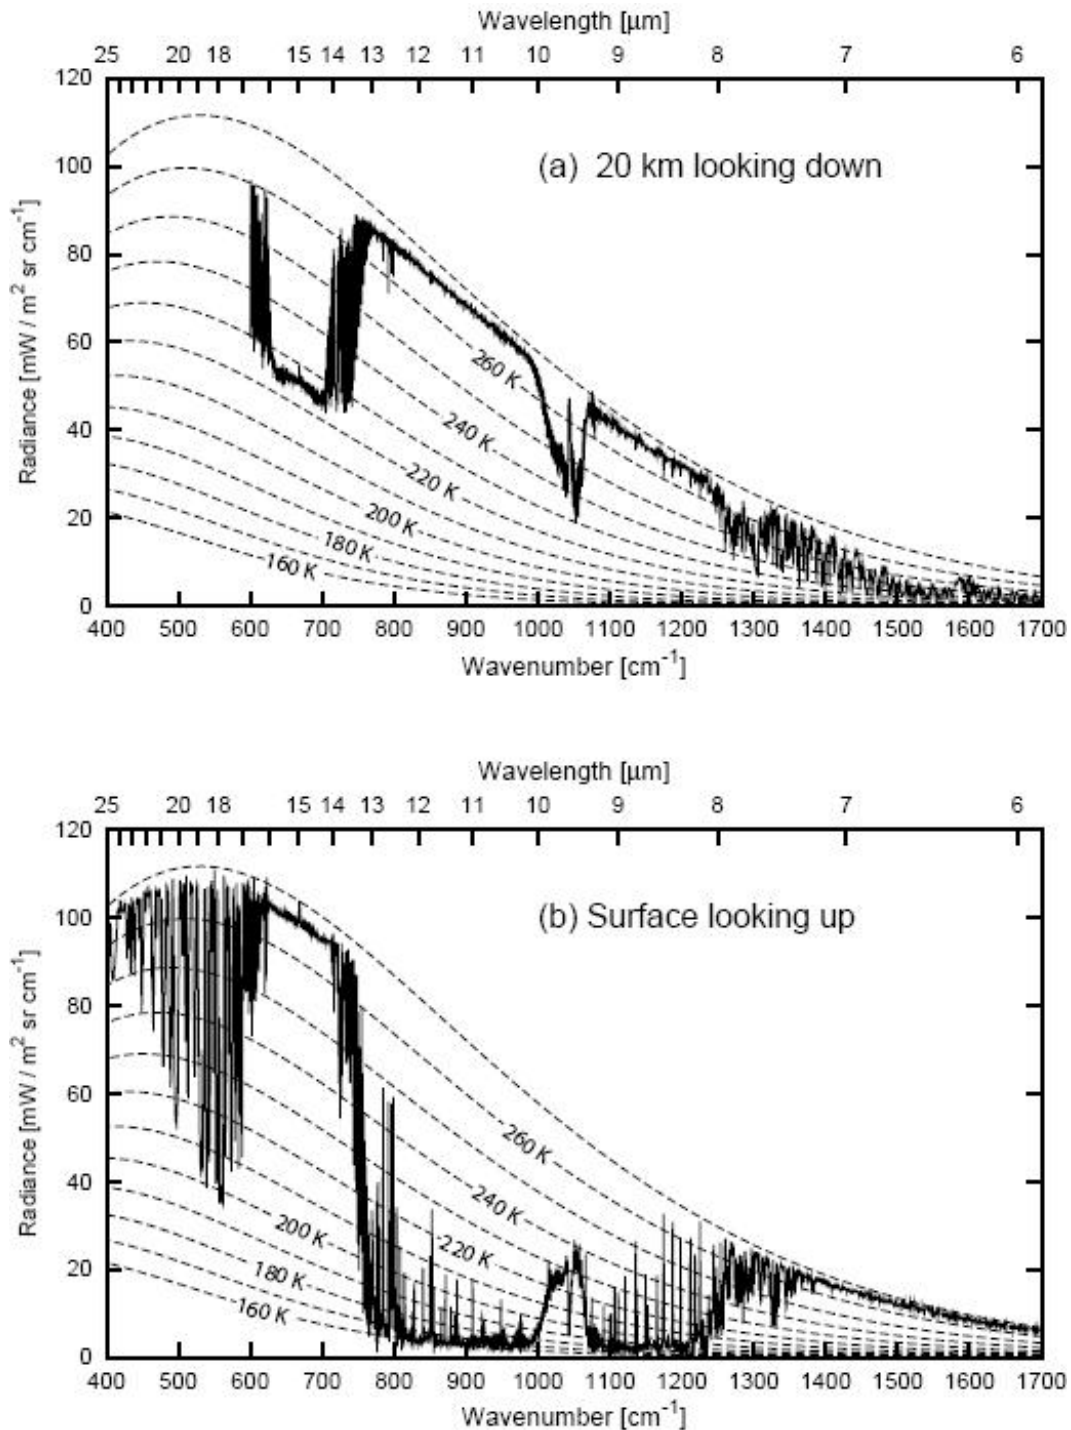 Wavelength [μm]
25 20 18 15 14 13 12 11 10 9 8 7 6
120
100
80
60
40
20
0
Radiance [mW / m² sr cm⁻¹]
(a) 20 km looking down
260 K
240 K
220 K
200 K
180 K
160 K
400 500 600 700 800 900 1000 1100 1200 1300 1400 1500 1600 1700
Wavenumber [cm⁻¹]
Wavelength [μm]
25 20 18 15 14 13 12 11 10 9 8 7 6
120
100
80
60
40
20
0
Radiance [mW / m² sr cm⁻¹]
(b) Surface looking up
260 K
240 K
220 K
200 K
180 K
160 K
400 500 600 700 800 900 1000 1100 1200 1300 1400 1500 1600 1700
Wavenumber [cm⁻¹]